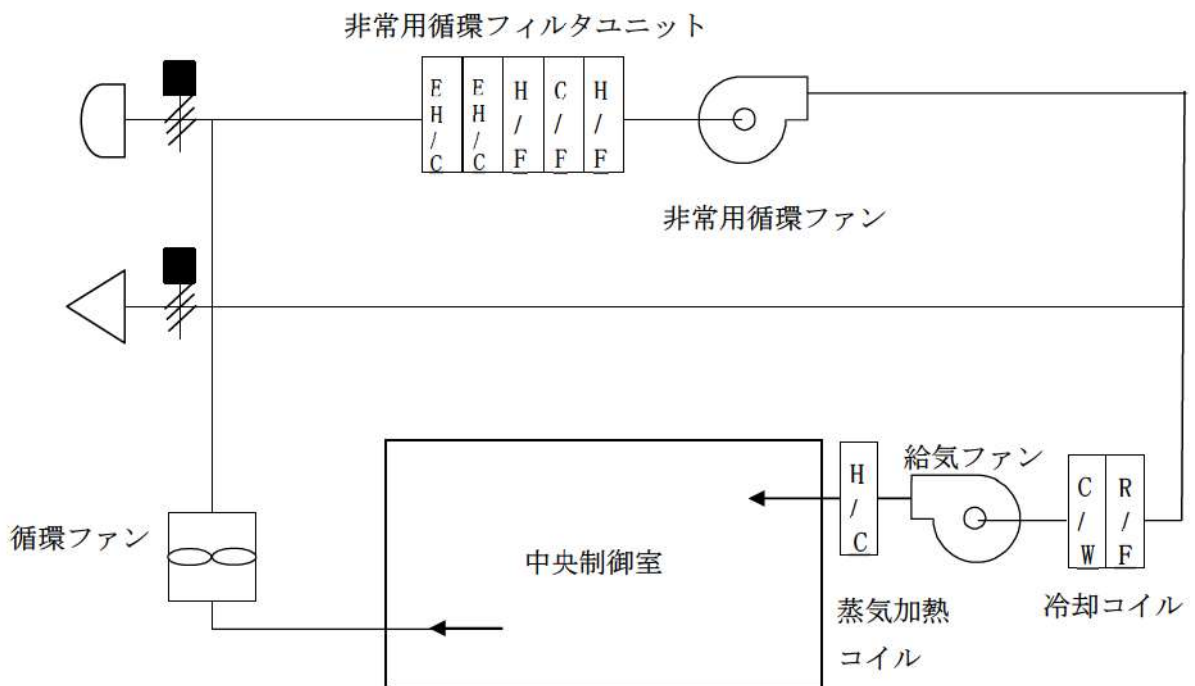 非常用循環フィルタユニット
EH/C
EH/C
H/F
C/F
H/F
非常用循環ファン
給気ファン
H/C
C/W
R/F
循環ファン
中央制御室
蒸気加熱
コイル
冷却コイル